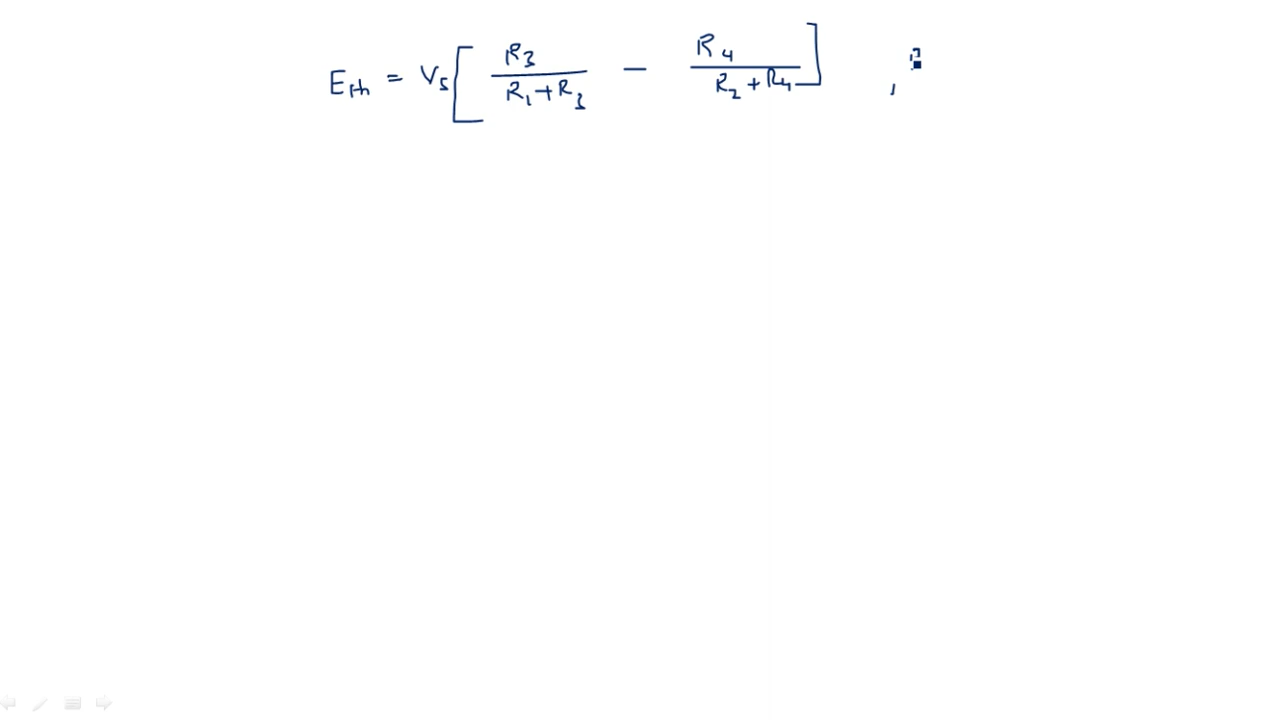 E_th = V_s [ R_3 / (R_1 + R_3) − R_4 / (R_2 + R_4) ] ,